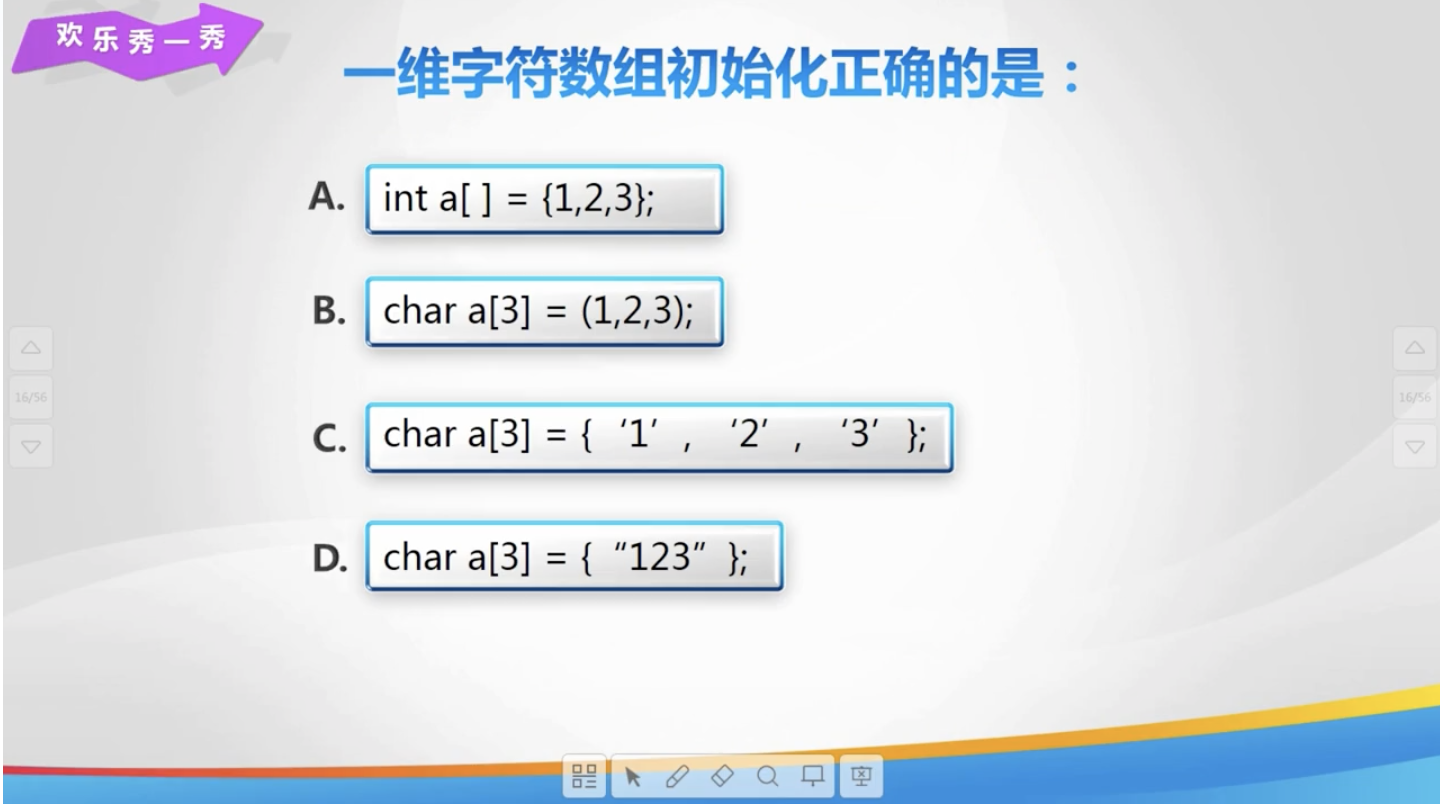 欢乐秀一秀
一维字符数组初始化正确的是：
A. int a[ ] = {1,2,3};
B. char a[3] = (1,2,3);
C. char a[3] = { ‘1’ , ‘2’ , ‘3’ };
D. char a[3] = { “123” };
16/56
16/56